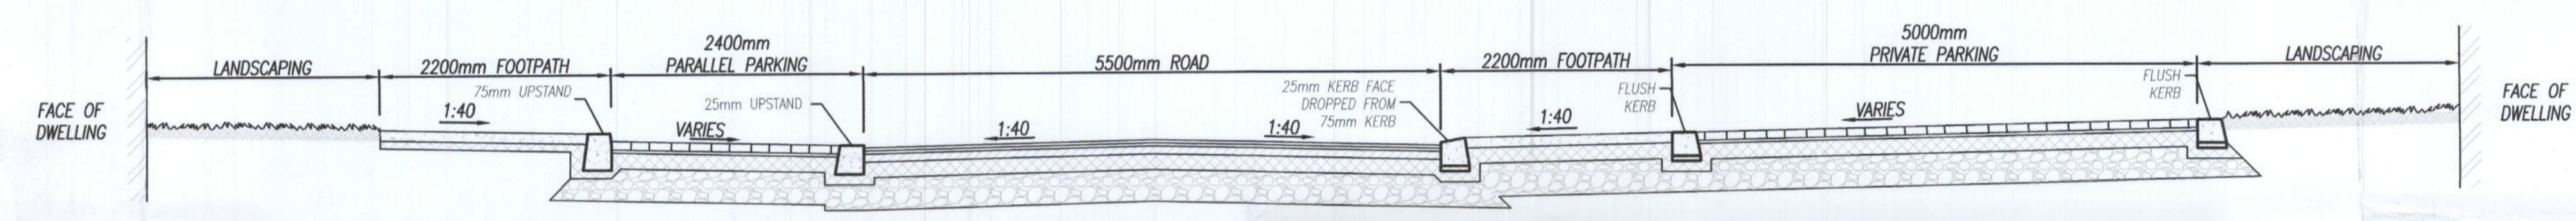 FACE OF
DWELLING
LANDSCAPING
2200mm FOOTPATH
75mm UPSTAND
1:40
2400mm
PARALLEL PARKING
25mm UPSTAND
VARIES
5500mm ROAD
1:40
1:40
25mm KERB FACE
DROPPED FROM
75mm KERB
2200mm FOOTPATH
1:40
FLUSH
KERB
5000mm
PRIVATE PARKING
VARIES
FLUSH
KERB
LANDSCAPING
FACE OF
DWELLING